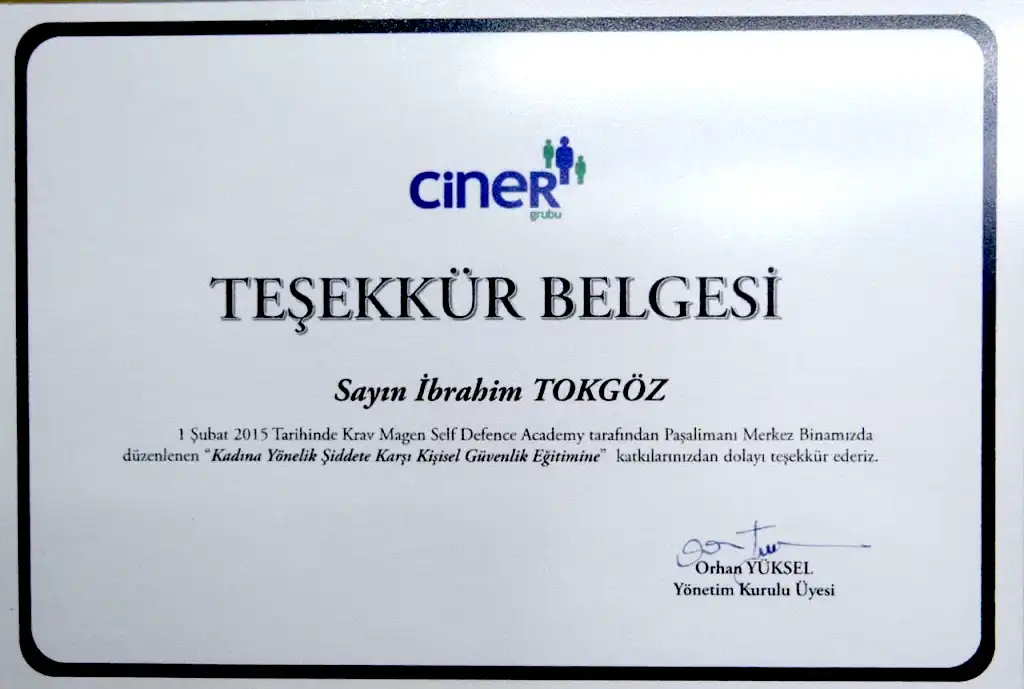 ciner
grubu
TEŞEKKÜR BELGESİ
Sayın İbrahim TOKGÖZ
1 Şubat 2015 Tarihinde Krav Magen Self Defence Academy tarafından Paşalimanı Merkez Binamızda
düzenlenen “Kadına Yönelik Şiddete Karşı Kişisel Güvenlik Eğitimine” katkılarınızdan dolayı teşekkür ederiz.
Orhan YÜKSEL
Yönetim Kurulu Üyesi